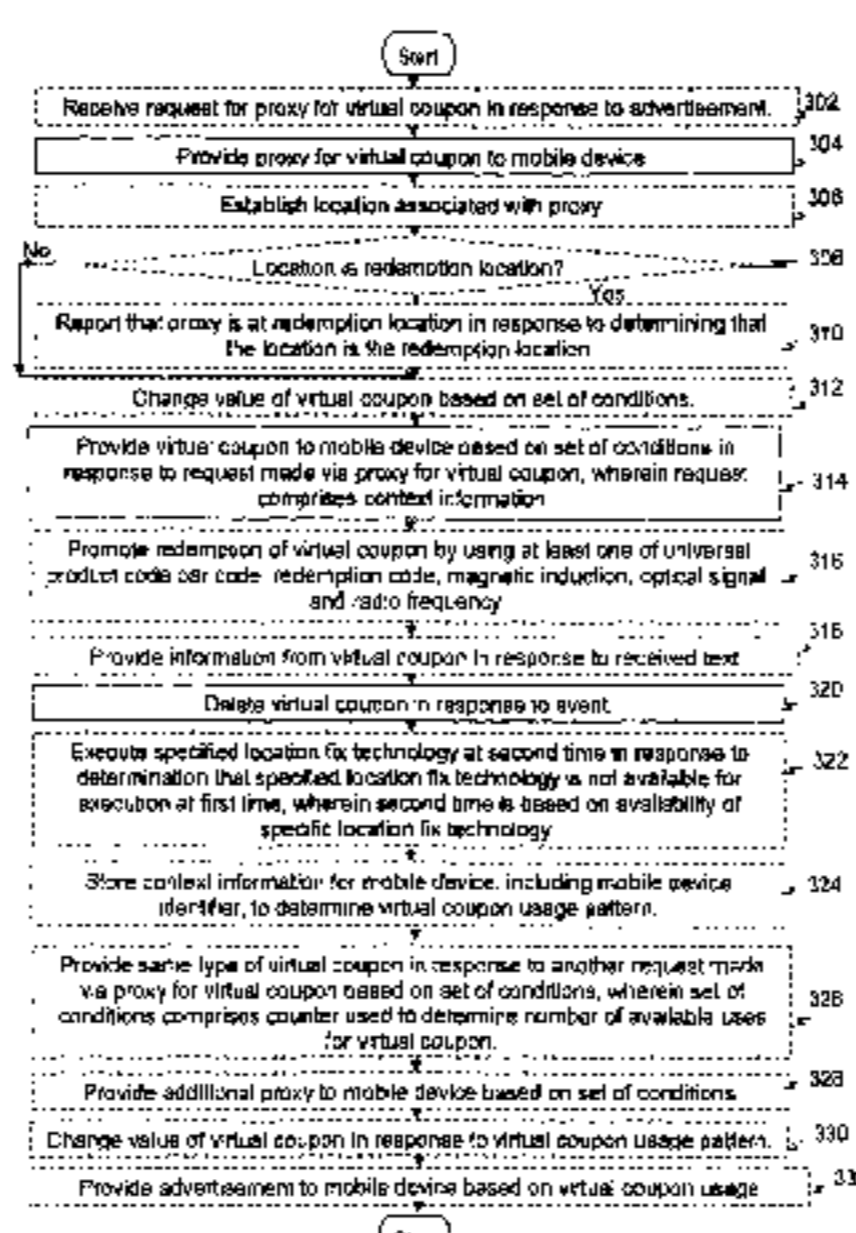 Start
Receive request for proxy for virtual coupon in response to advertisement. 302
Provide proxy for virtual coupon to mobile device 304
Establish location associated with proxy 306
No
Location is redemption location? 308
Yes
Report that proxy is at redemption location in response to determining that
the location is the redemption location 310
Change value of virtual coupon based on set of conditions. 312
Provide virtual coupon to mobile device based on set of conditions in
response to request made via proxy for virtual coupon, wherein request
comprises context information 314
Promote redemption of virtual coupon by using at least one of universal
product code bar code, redemption code, magnetic induction, optical signal
and radio frequency 316
Provide information from virtual coupon in response to received text 318
Delete virtual coupon in response to event. 320
Execute specified location fix technology at second time in response to
determination that specified location fix technology is not available for
execution at first time, wherein second time is based on availability of
specific location fix technology 322
Store context information for mobile device, including mobile device
identifier, to determine virtual coupon usage pattern. 324
Provide same type of virtual coupon in response to another request made
via proxy for virtual coupon based on set of conditions, wherein set of
conditions comprises counter used to determine number of available uses
for virtual coupon. 326
Provide additional proxy to mobile device based on set of conditions 328
Change value of virtual coupon in response to virtual coupon usage pattern. 330
Provide advertisement to mobile device based on virtual coupon usage 33